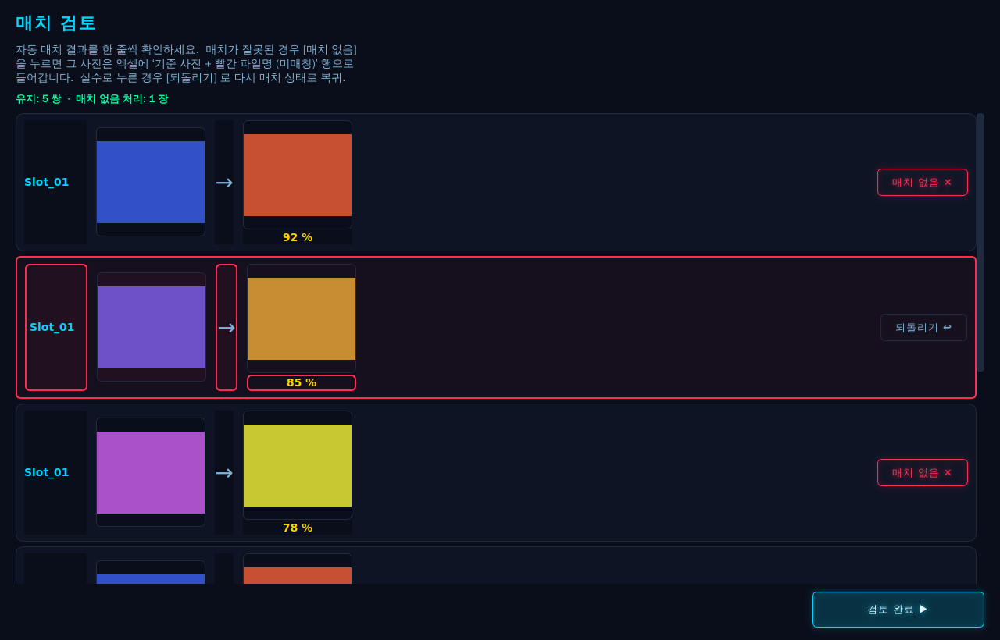 매치 검토
자동 매치 결과를 한 줄씩 확인하세요.  매치가 잘못된 경우 [매치 없음]
을 누르면 그 사진은 엑셀에 '기준 사진 + 빨간 파일명 (미매칭)' 행으로
들어갑니다.  실수로 누른 경우 [되돌리기] 로 다시 매치 상태로 복귀.
유지: 5 쌍  ·  매치 없음 처리: 1 장
Slot_01 → 매치 없음 ✕
92 %
Slot_01 → 되돌리기 ↩
85 %
Slot_01 → 매치 없음 ✕
78 %
검토 완료 ▶